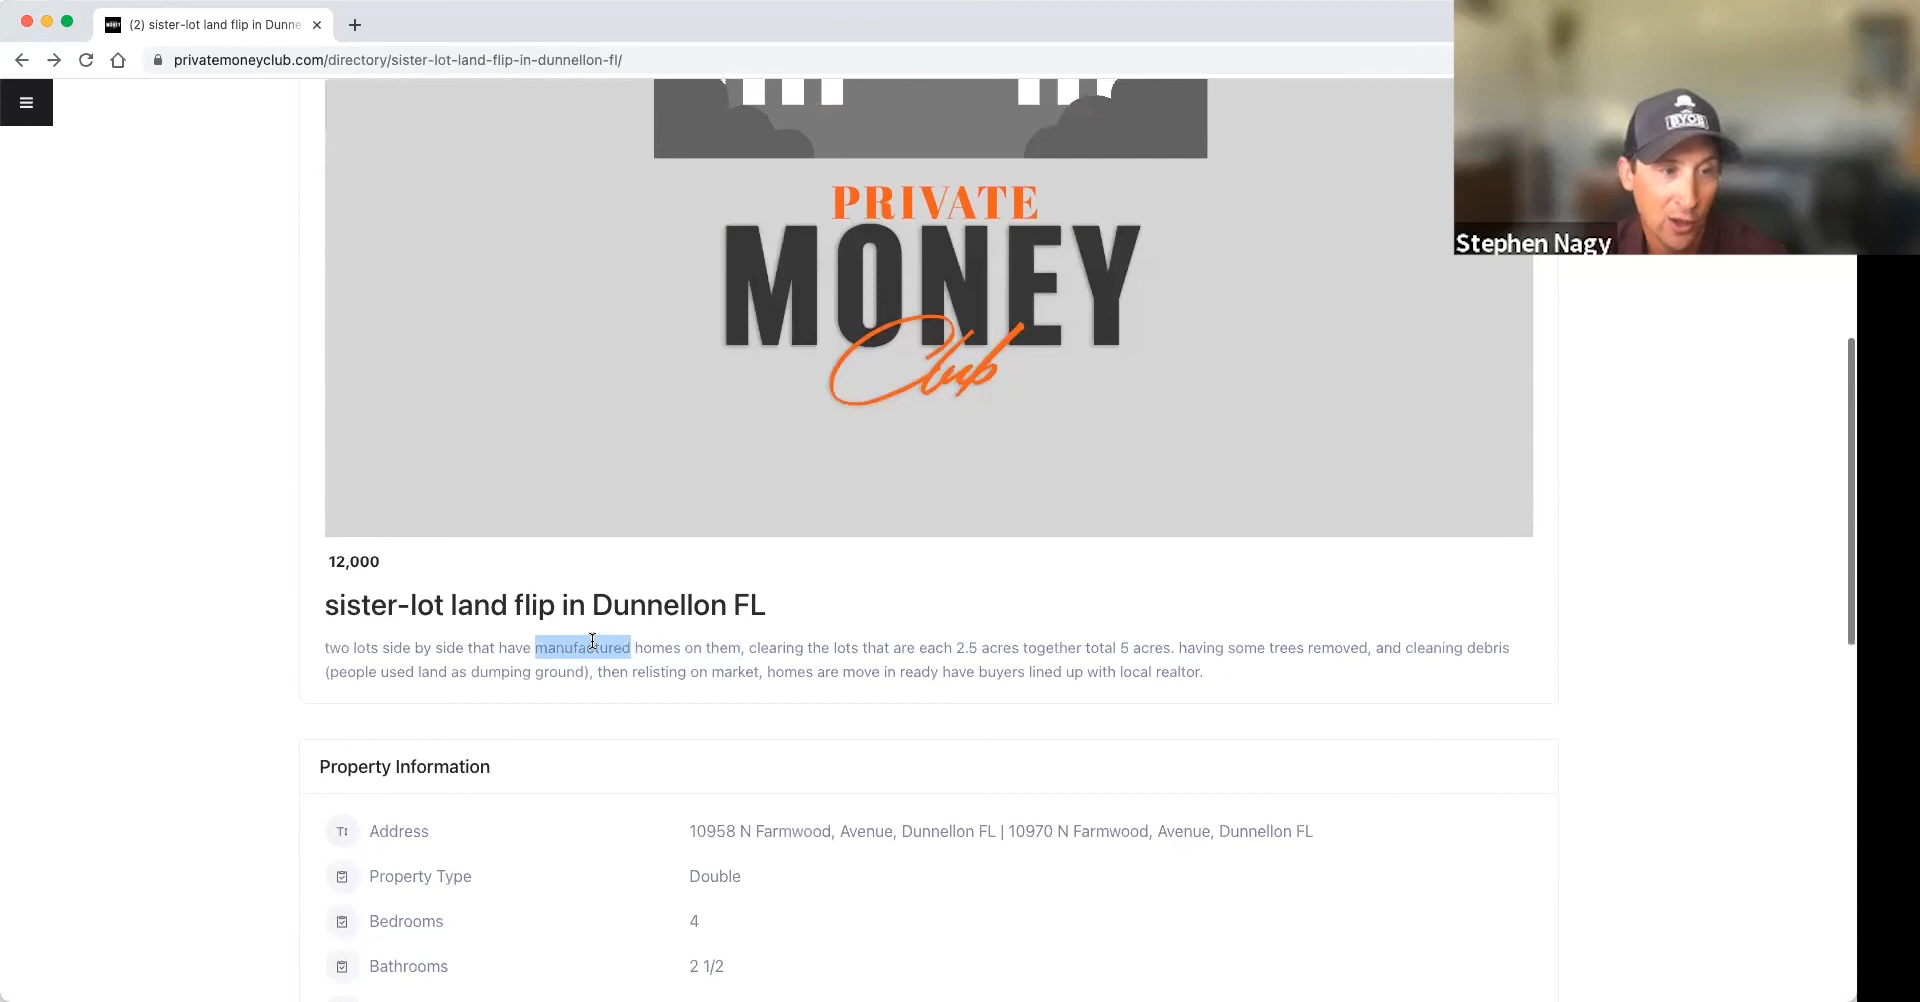 (2) sister-lot land flip in Dunne
privatemoneyclub.com/directory/sister-lot-land-flip-in-dunnellon-fl/
BYOB
Stephen Nagy
PRIVATE
MONEY
Club
12,000
sister-lot land flip in Dunnellon FL
two lots side by side that have manufactured homes on them, clearing the lots that are each 2.5 acres together total 5 acres. having some trees removed, and cleaning debris
(people used land as dumping ground), then relisting on market, homes are move in ready have buyers lined up with local realtor.
Property Information
Address 10958 N Farmwood, Avenue, Dunnellon FL | 10970 N Farmwood, Avenue, Dunnellon FL
Property Type Double
Bedrooms 4
Bathrooms 2 1/2